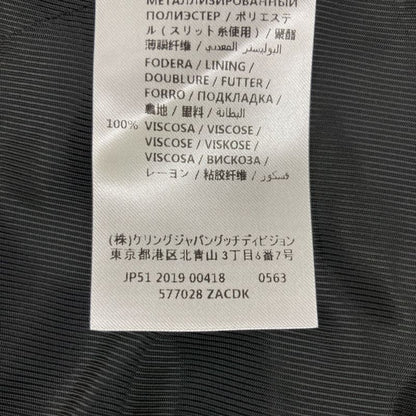 МЕТАЛЛИЗИРОВАННЫЙ
ПОЛИЭСТЕР / ポリエステ
ル ( スリット糸使用 ) / 聚酯
薄膜纤维 / البوليستر المعدني
FODERA / LINING /
DOUBLURE / FUTTER /
FORRO / ПОДКЛАДКА /
裏地 / 里料 / البطانة
100% VISCOSA / VISCOSE /
VISCOSE / VISKOSE /
VISCOSA / ВИСКОЗА /
レーヨン / 粘胶纤维 / فسكوز
(株)ケリングジャパングッチディビジョン
東京都港区北青山 3丁目6番7号
JP51 2019 00418 0563
577028 ZACDK